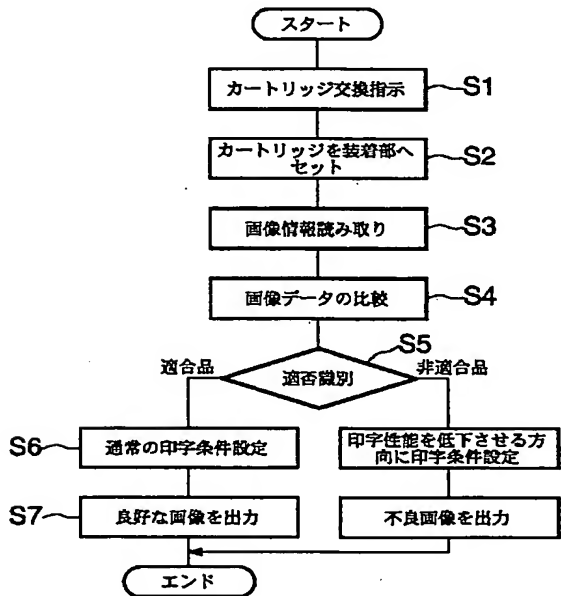 スタート
カートリッジ交換指示
S1
カートリッジを装着部へ
セット
S2
画像情報読み取り
S3
画像データの比較
S4
S5
適合品
適否識別
非適合品
S6
通常の印字条件設定
印字性能を低下させる方
向に印字条件設定
S7
良好な画像を出力
不良画像を出力
エンド